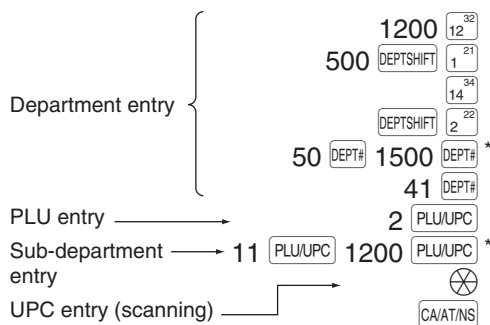 1200 12 32
500 DEPTSHIFT 1 21
14 34
Department entry
DEPTSHIFT 2 22
50 DEPT# 1500 DEPT# *
41 DEPT#
PLU entry 2 PLU/UPC
Sub-department entry 11 PLU/UPC 1200 PLU/UPC *
UPC entry (scanning)
CA/AT/NS